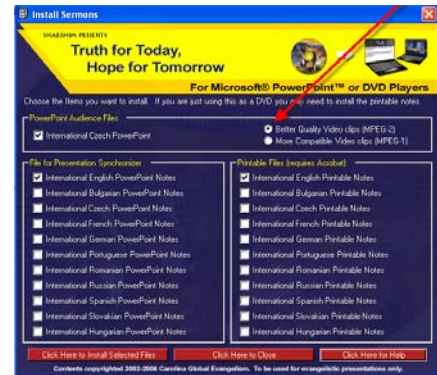 Install Sermons
SHAREHIM PRESENTS
Truth for Today,
Hope for Tomorrow
For Microsoft® PowerPoint™ or DVD Players
Choose the Items you want to install. If you are just using this as a DVD you only need to install the printable notes.
PowerPoint Audience Files
International Czech PowerPoint
Better Quality Video clips (MPEG-2)
More Compatible Video clips (MPEG-1)
File for Presentation Synchronizer
International English PowerPoint Notes
International Bulgarian PowerPoint Notes
International Czech PowerPoint Notes
International French PowerPoint Notes
International German PowerPoint Notes
International Portuguese PowerPoint Notes
International Romanian PowerPoint Notes
International Russian PowerPoint Notes
International Spanish PowerPoint Notes
International Slovakian PowerPoint Notes
International Hungarian PowerPoint Notes
Printable Files (requires Acrobat)
International English Printable Notes
International Bulgarian Printable Notes
International Czech Printable Notes
International French Printable Notes
International German Printable Notes
International Portuguese Printable Notes
International Romanian Printable Notes
International Russian Printable Notes
International Spanish Printable Notes
International Slovakian Printable Notes
International Hungarian Printable Notes
Click Here to Install Selected Files
Click Here to Close
Click Here for Help
Contents copyrighted 2002-2006 Carolina Global Evangelism. To be used for evangelistic presentations only.